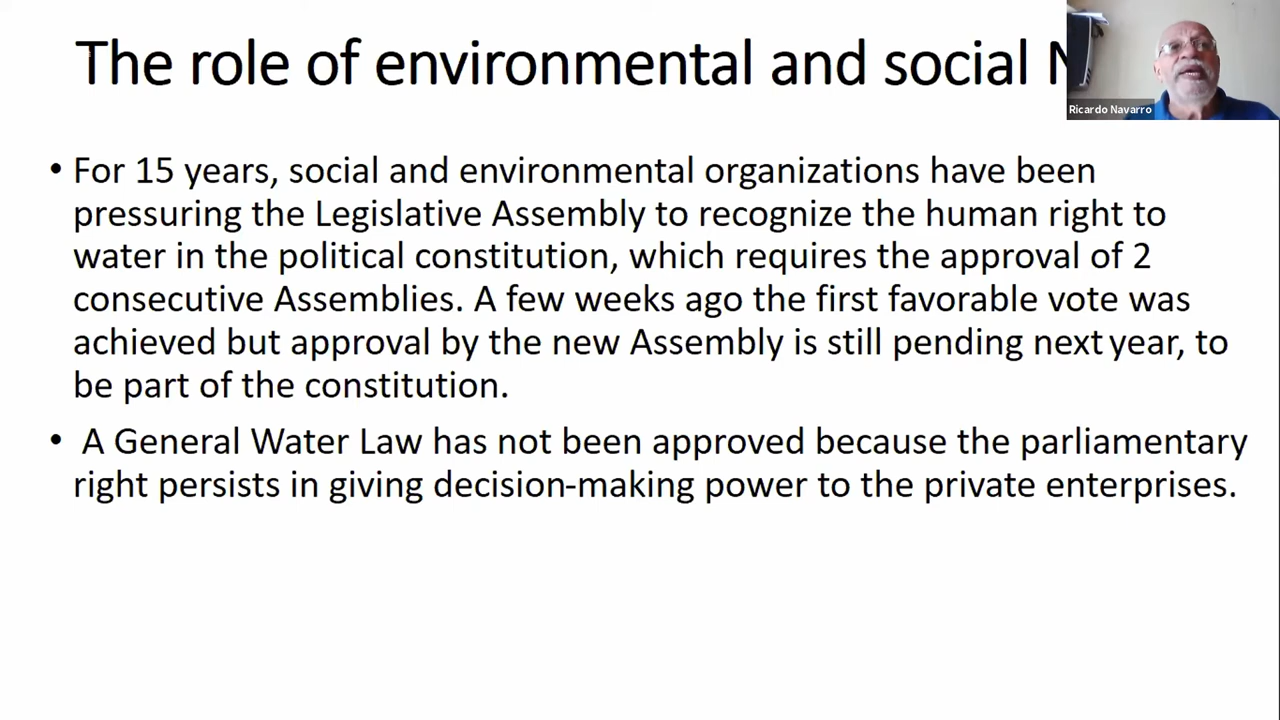 The role of environmental and social N
Ricardo Navarro
• For 15 years, social and environmental organizations have been
pressuring the Legislative Assembly to recognize the human right to
water in the political constitution, which requires the approval of 2
consecutive Assemblies. A few weeks ago the first favorable vote was
achieved but approval by the new Assembly is still pending next year, to
be part of the constitution.
• A General Water Law has not been approved because the parliamentary
right persists in giving decision-making power to the private enterprises.